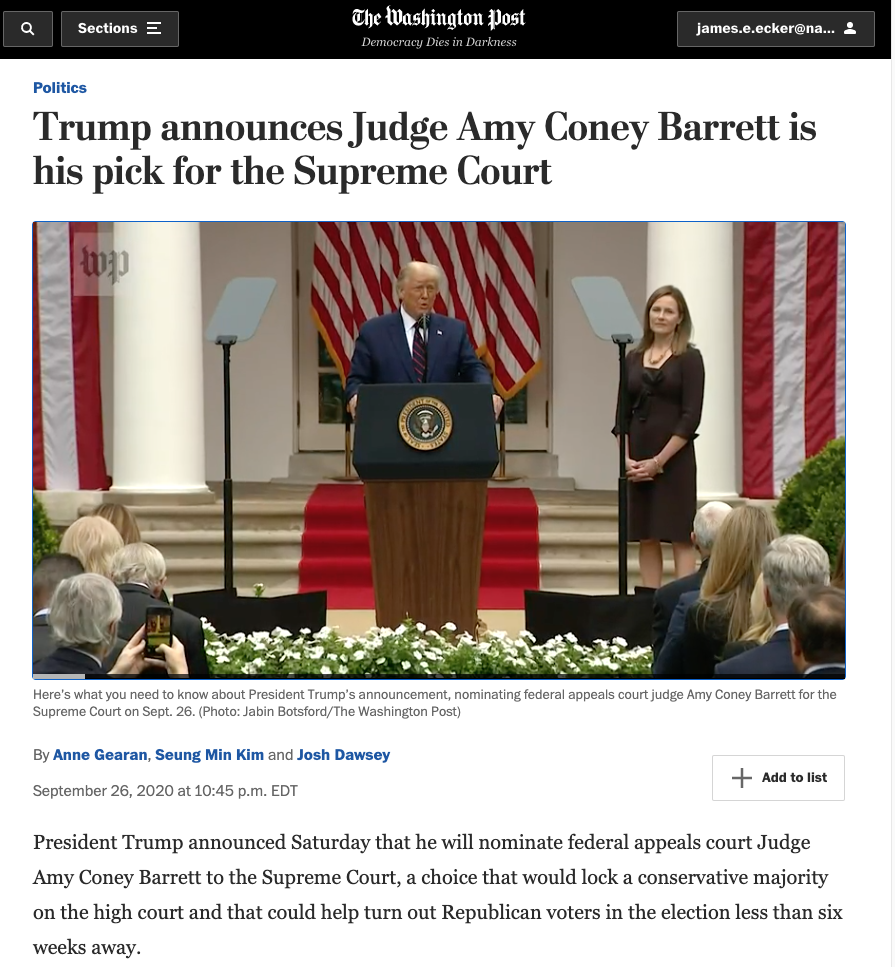 Sections
The Washington Post
Democracy Dies in Darkness
james.e.ecker@na...
Politics
Trump announces Judge Amy Coney Barrett is
his pick for the Supreme Court
wp
Here's what you need to know about President Trump's announcement, nominating federal appeals court judge Amy Coney Barrett for the
Supreme Court on Sept. 26. (Photo: Jabin Botsford/The Washington Post)
By Anne Gearan, Seung Min Kim and Josh Dawsey
Add to list
September 26, 2020 at 10:45 p.m. EDT
President Trump announced Saturday that he will nominate federal appeals court Judge
Amy Coney Barrett to the Supreme Court, a choice that would lock a conservative majority
on the high court and that could help turn out Republican voters in the election less than six
weeks away.